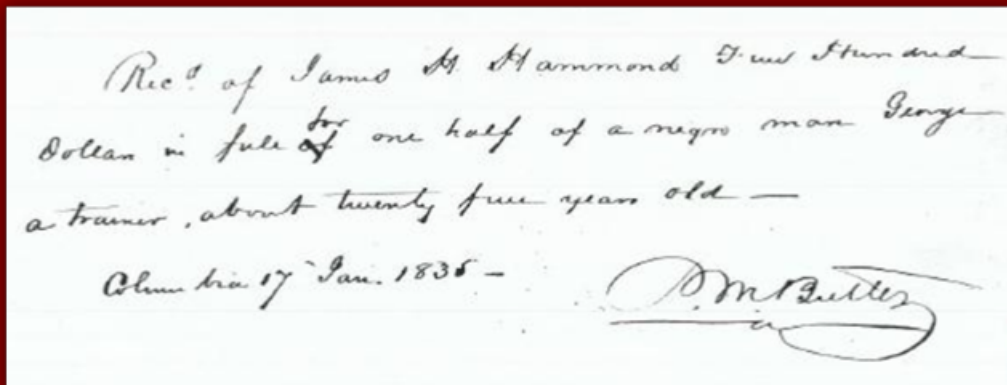 Recd of James H. Hammond Five Hundred
Dollars in full for one half of a negro man George
a trainer, about twenty five years old —
Columbia 17 Jan. 1835 —
P. M. Butler